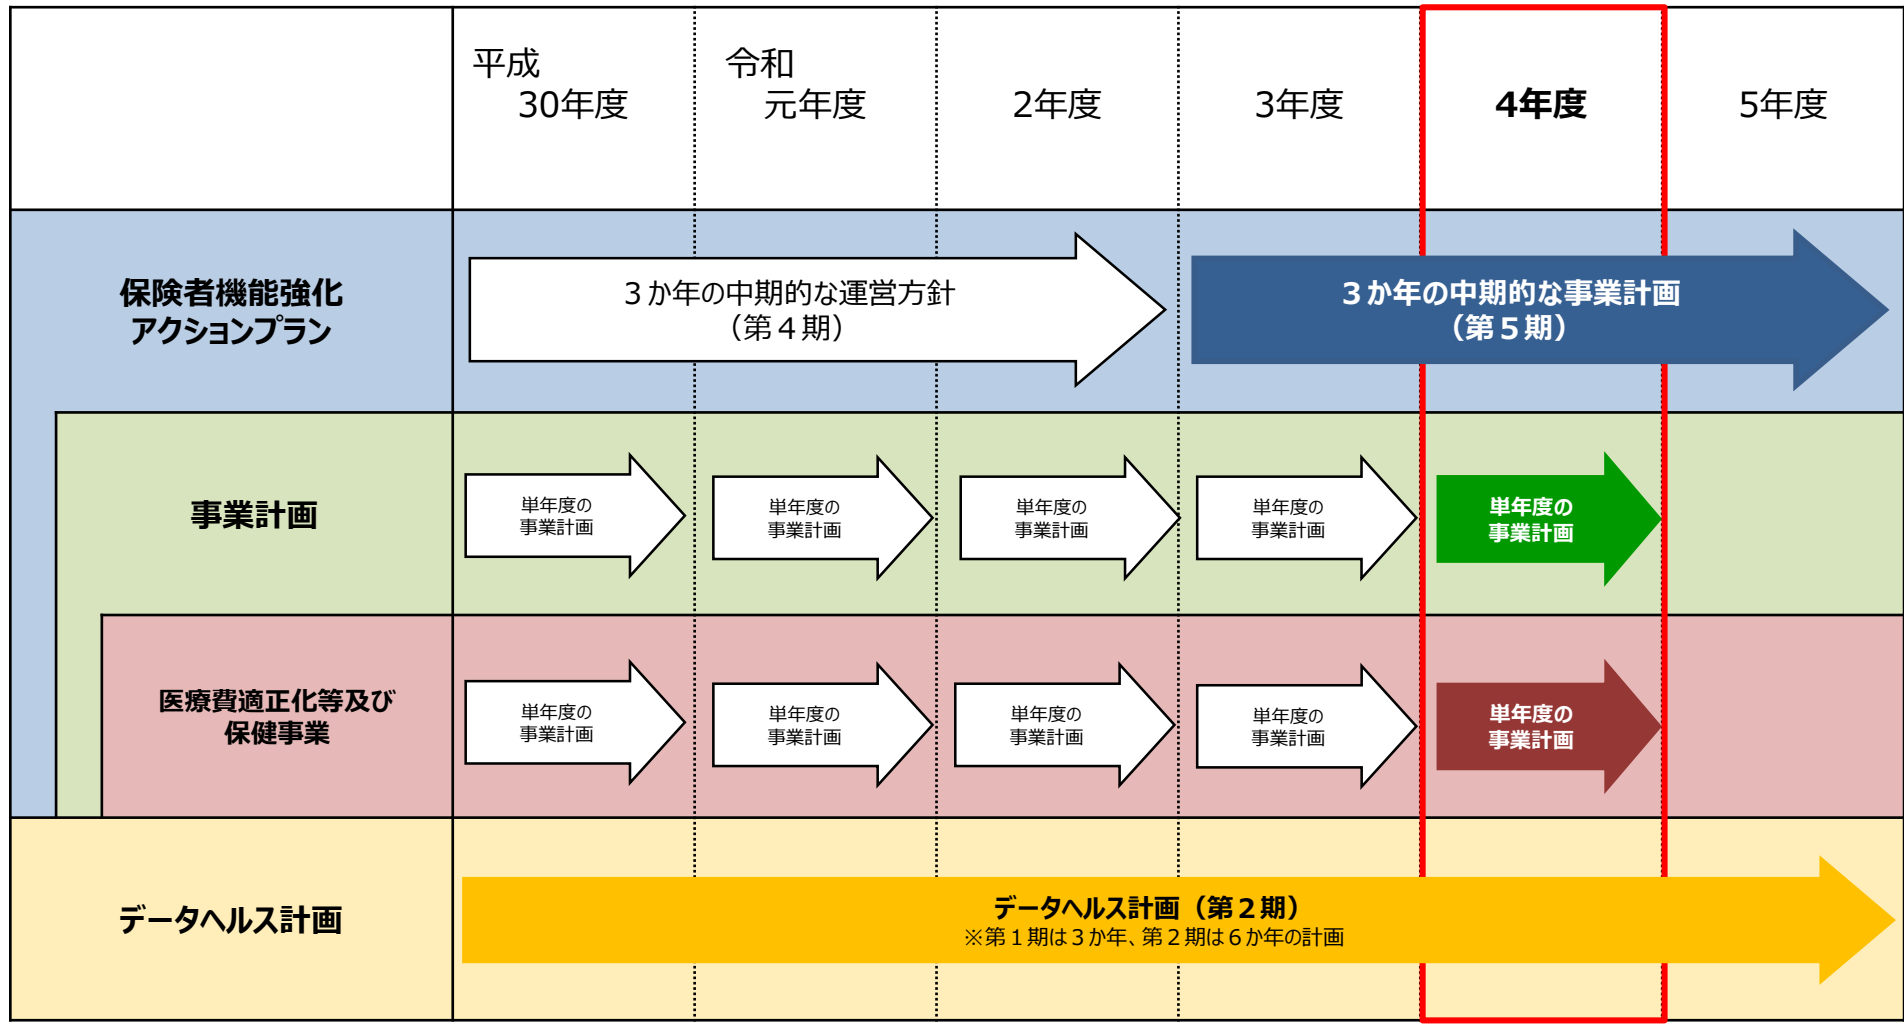 平成
30年度
令和
元年度
2年度
3年度
4年度
5年度
保険者機能強化
アクションプラン
３か年の中期的な運営方針
（第４期）
３か年の中期的な事業計画
（第５期）
事業計画
単年度の
事業計画
単年度の
事業計画
単年度の
事業計画
単年度の
事業計画
単年度の
事業計画
医療費適正化等及び
保健事業
単年度の
事業計画
単年度の
事業計画
単年度の
事業計画
単年度の
事業計画
単年度の
事業計画
データヘルス計画
データヘルス計画（第２期）
※第１期は３か年、第２期は６か年の計画